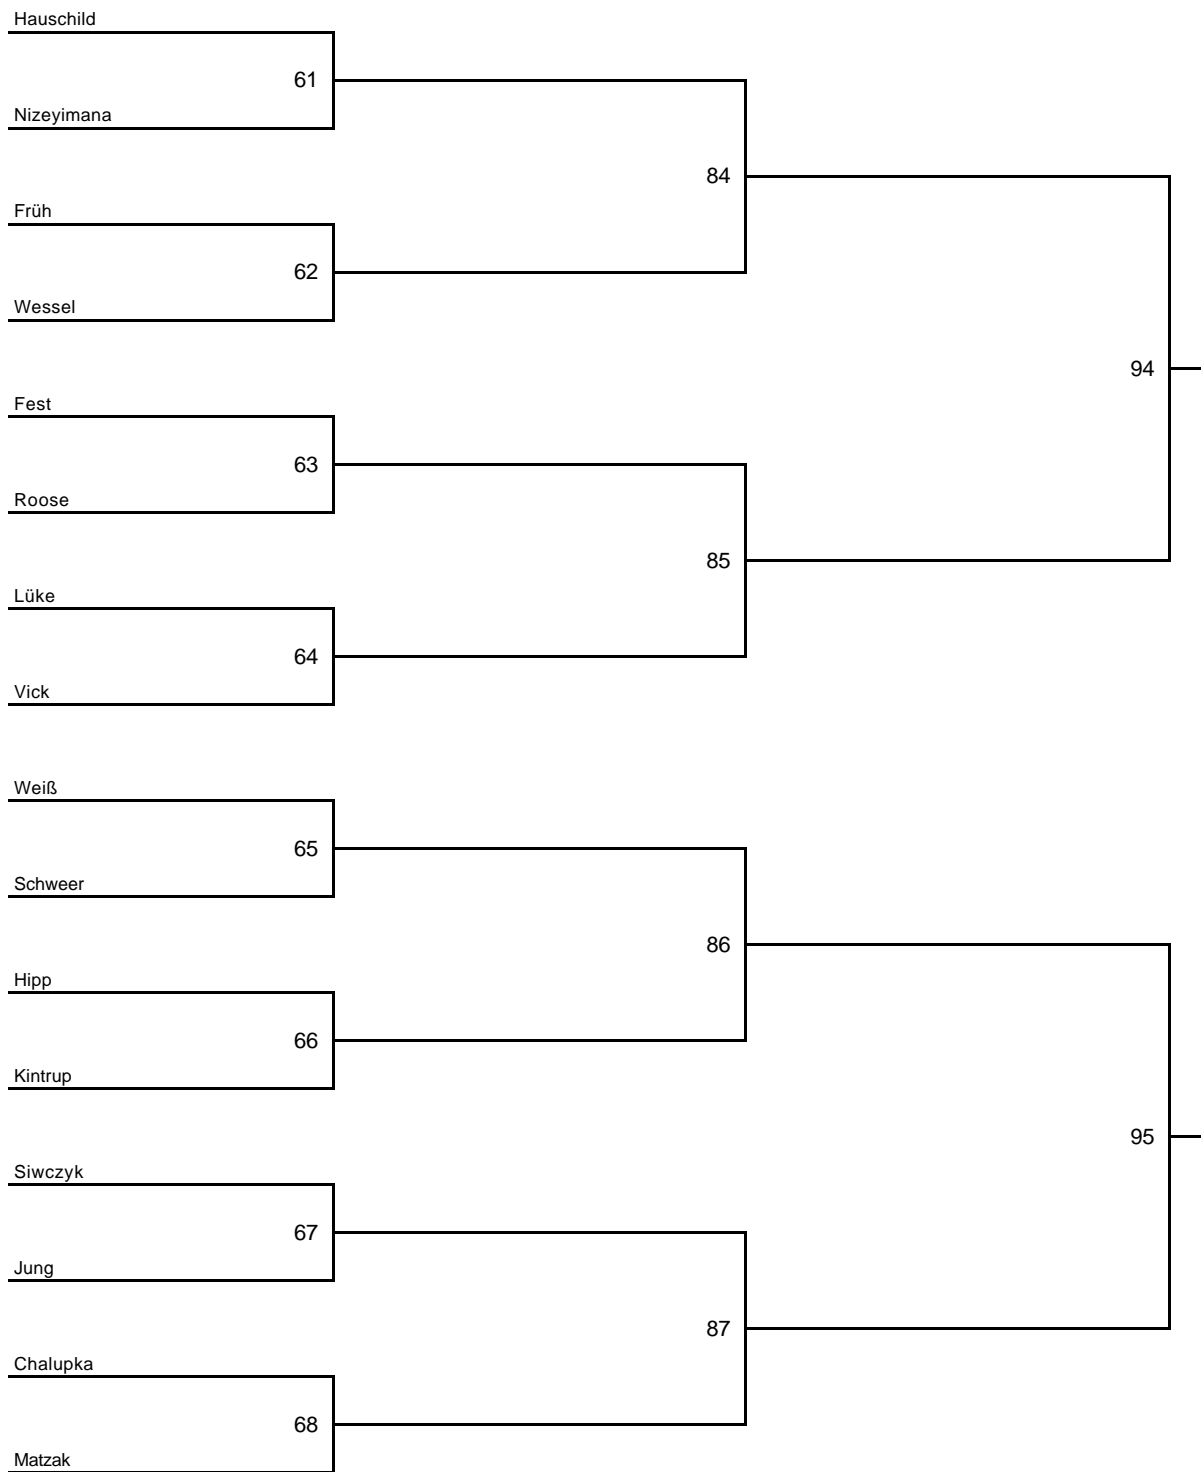 Hauschild
61
Nizeyimana
84
Früh
62
Wessel
94
Fest
63
Roose
85
Lüke
64
Vick
Weiß
65
Schweer
86
Hipp
66
Kintrup
95
Siwczyk
67
Jung
87
Chalupka
68
Matzak